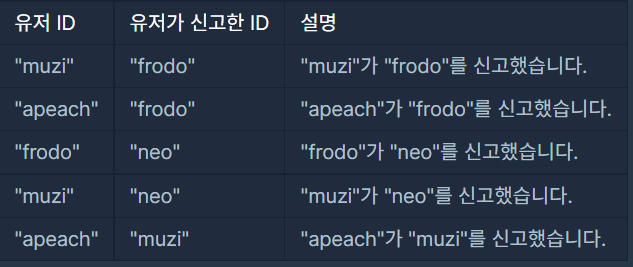 유저 ID 유저가 신고한 ID 설명
"muzi" "frodo" "muzi"가 "frodo"를 신고했습니다.
"apeach" "frodo" "apeach"가 "frodo"를 신고했습니다.
"frodo" "neo" "frodo"가 "neo"를 신고했습니다.
"muzi" "neo" "muzi"가 "neo"를 신고했습니다.
"apeach" "muzi" "apeach"가 "muzi"를 신고했습니다.